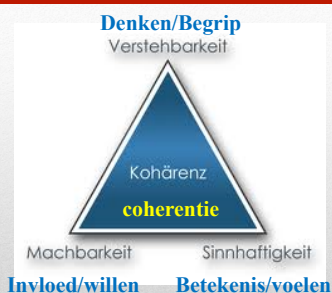 Denken/Begrip
Verstehbarkeit
Kohärenz
coherentie
Machbarkeit Sinnhaftigkeit
Invloed/willen Betekenis/voelen